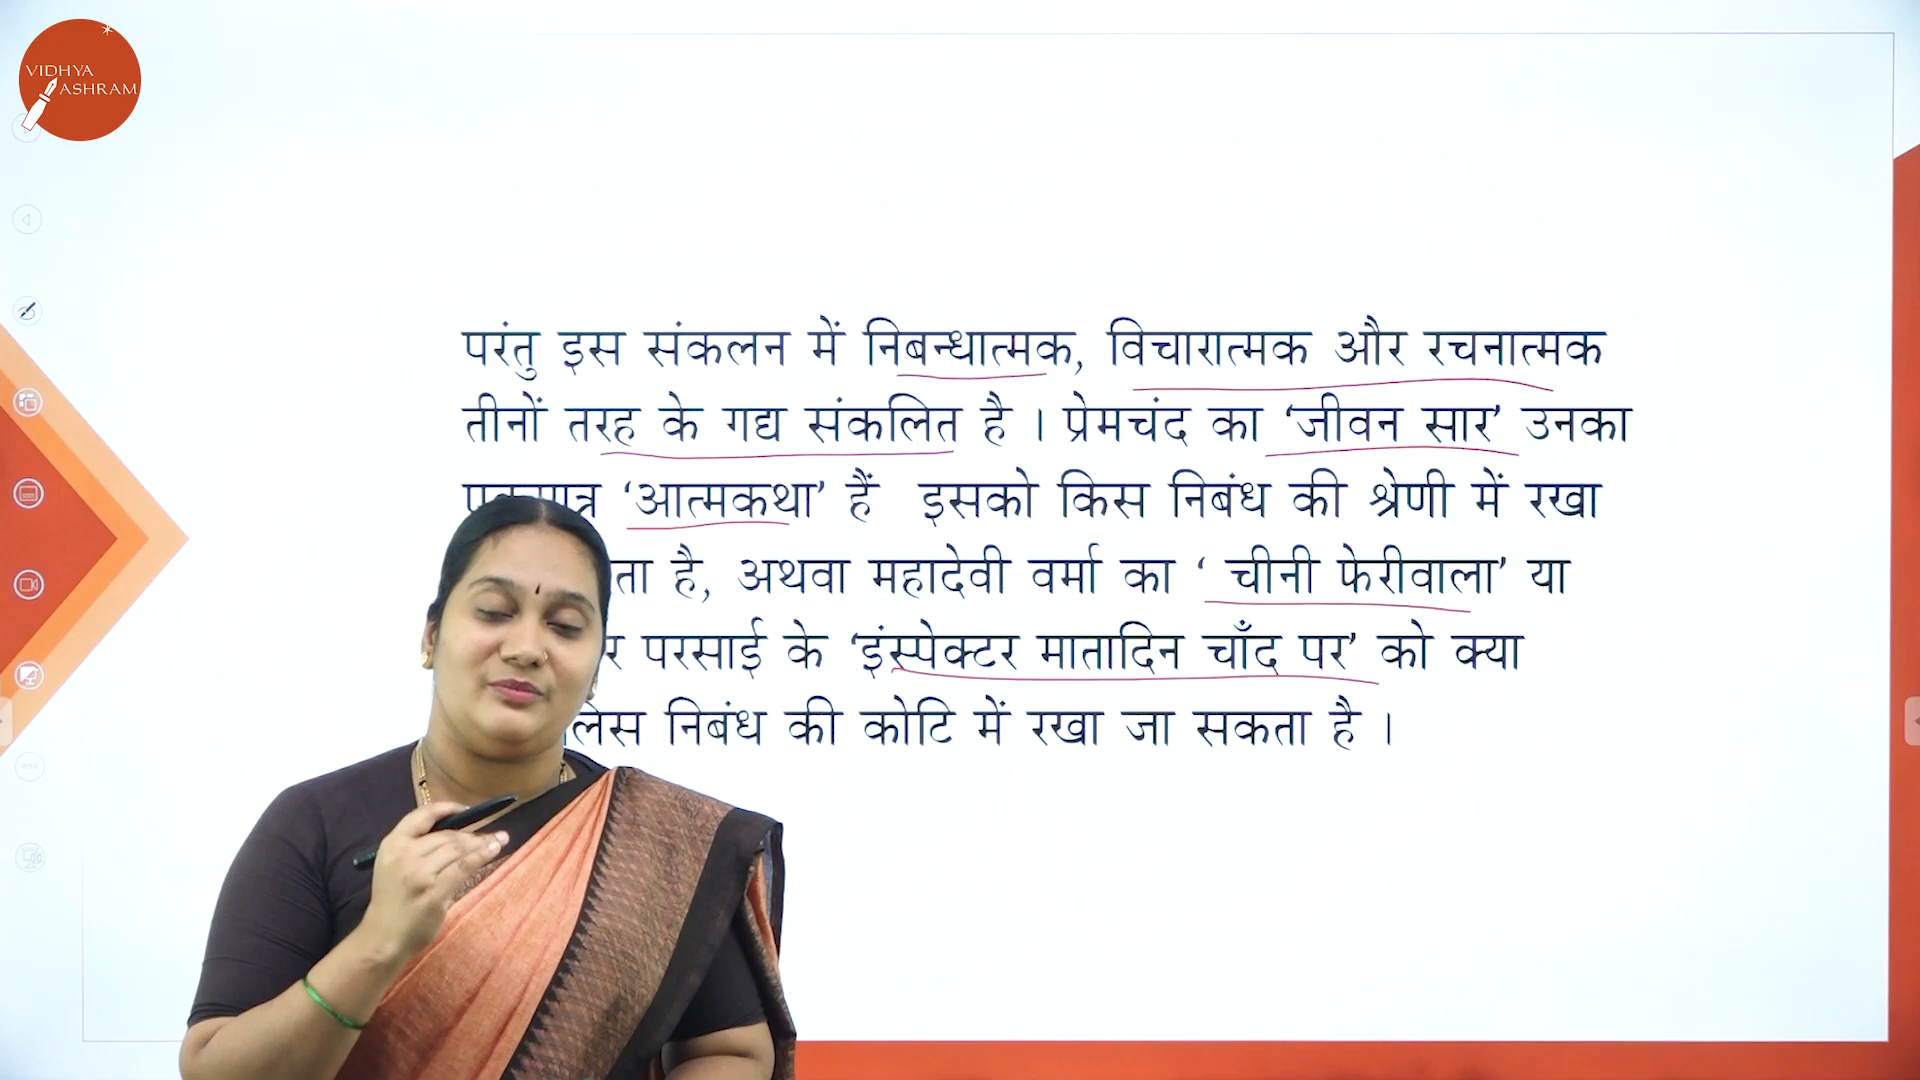 VIDHYA
ASHRAM
परंतु इस संकलन में निबन्धात्मक, विचारात्मक और रचनात्मक
तीनों तरह के गद्य संकलित है । प्रेमचंद का ‘जीवन सार’ उनका
‘आत्मकथा’ हैं इसको किस निबंध की श्रेणी में रखा
है, अथवा महादेवी वर्मा का ‘ चीनी फेरीवाला’ या
परसाई के ‘इंस्पेक्टर मातादिन चाँद पर’ को क्या
निबंध की कोटि में रखा जा सकता है ।